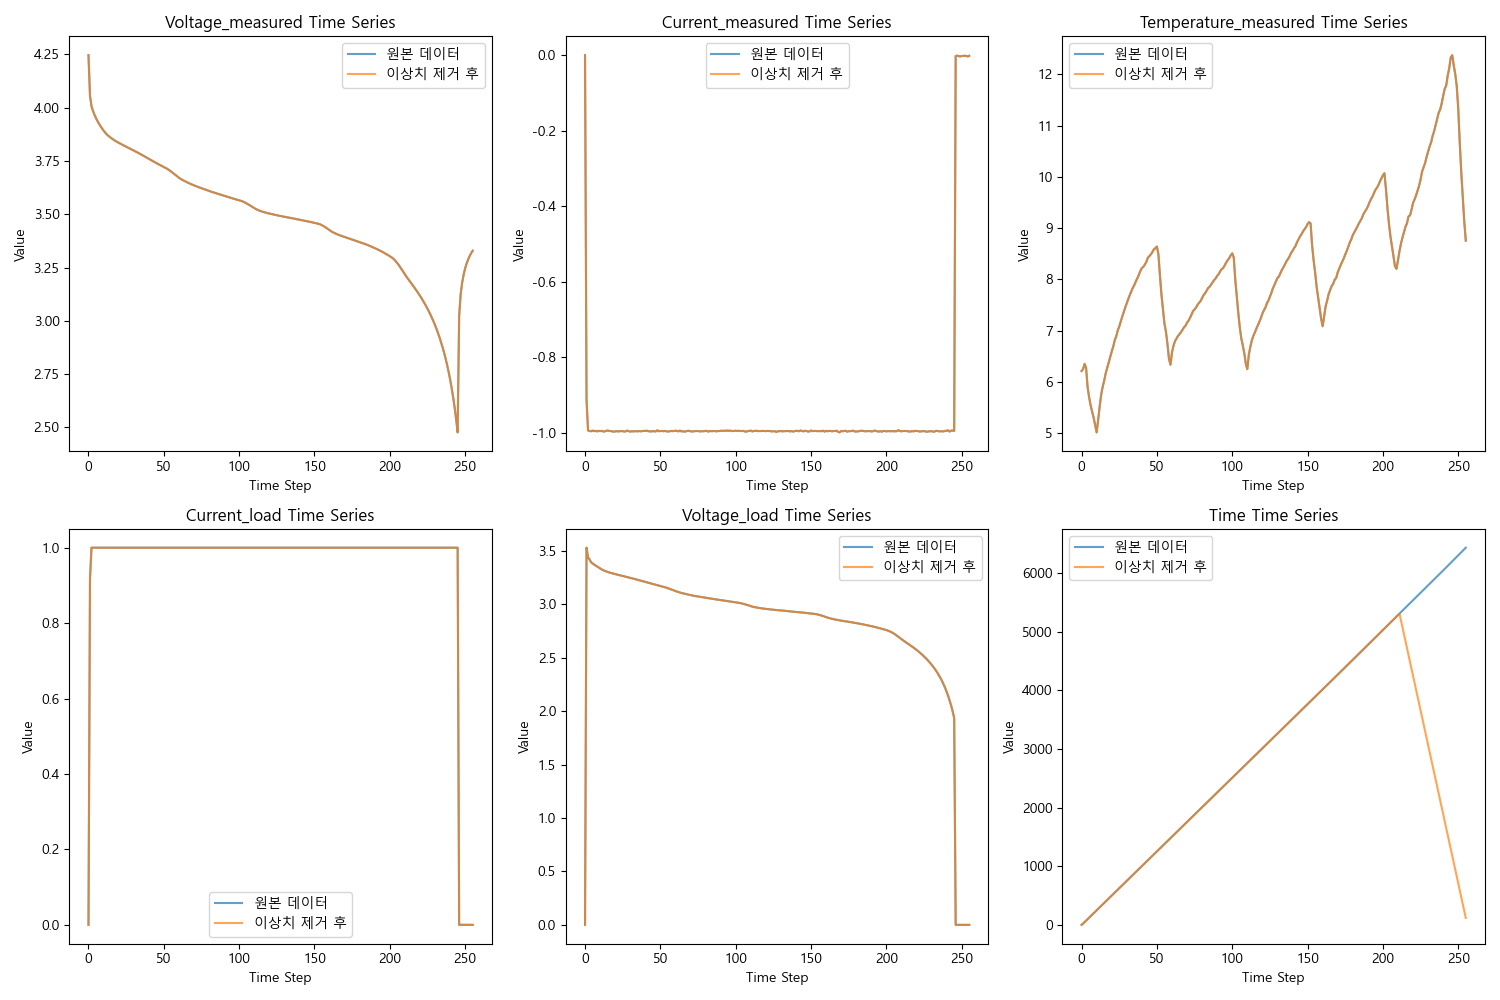 Voltage_measured Time Series
원본 데이터
이상치 제거 후
Value
4.25
4.00
3.75
3.50
3.25
3.00
2.75
2.50
0 50 100 150 200 250
Time Step
Current_measured Time Series
원본 데이터
이상치 제거 후
Value
0.0
-0.2
-0.4
-0.6
-0.8
-1.0
0 50 100 150 200 250
Time Step
Temperature_measured Time Series
원본 데이터
이상치 제거 후
Value
12
11
10
9
8
7
6
5
0 50 100 150 200 250
Time Step
Current_load Time Series
Value
1.0
0.8
0.6
0.4
0.2
0.0
원본 데이터
이상치 제거 후
0 50 100 150 200 250
Time Step
Voltage_load Time Series
원본 데이터
이상치 제거 후
Value
3.5
3.0
2.5
2.0
1.5
1.0
0.5
0.0
0 50 100 150 200 250
Time Step
Time Time Series
원본 데이터
이상치 제거 후
Value
6000
5000
4000
3000
2000
1000
0
0 50 100 150 200 250
Time Step